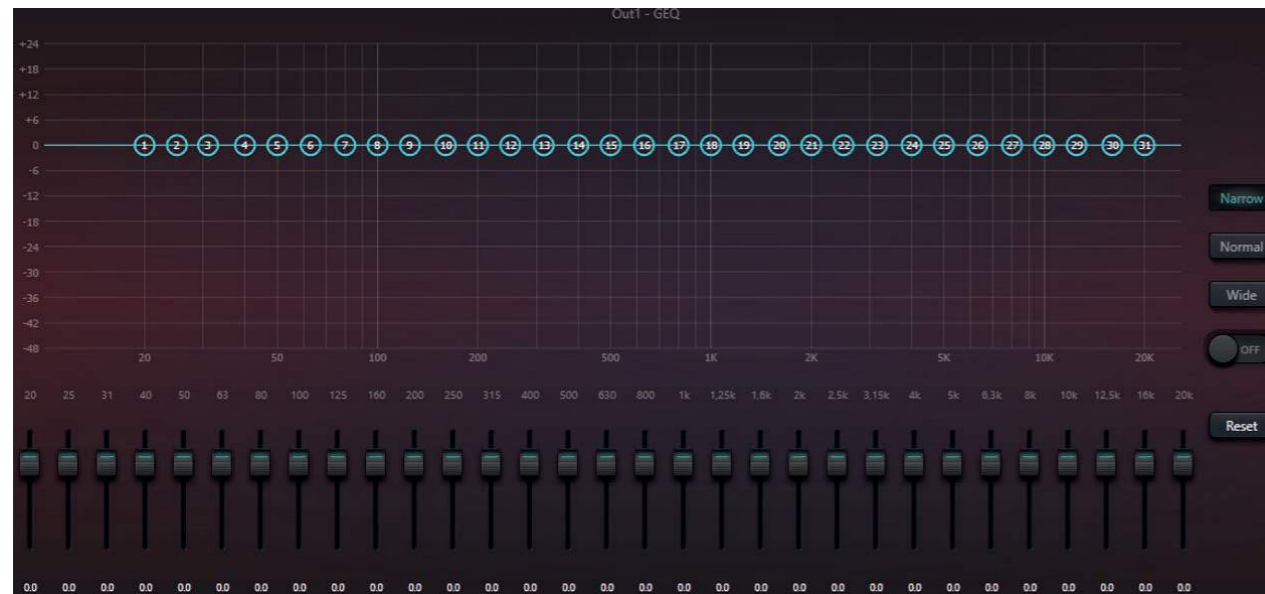 Out1 - GEQ
+24
+18
+12
+6
0
1 2 3 4 5 6 7 8 9 10 11 12 13 14 15 16 17 18 19 20 21 22 23 24 25 26 27 28 29 30 31
-6
-12
Narrow
-18
-24
Normal
-30
-36
Wide
-42
-48
OFF
20 50 100 200 500 1K 2K 5K 10K 20K
20 25 31 40 50 63 80 100 125 160 200 250 315 400 500 630 800 1k 1,25k 1,6k 2k 2,5k 3,15k 4k 5k 6,3k 8k 10k 12,5k 16k 20k
Reset
0.0 0.0 0.0 0.0 0.0 0.0 0.0 0.0 0.0 0.0 0.0 0.0 0.0 0.0 0.0 0.0 0.0 0.0 0.0 0.0 0.0 0.0 0.0 0.0 0.0 0.0 0.0 0.0 0.0 0.0 0.0